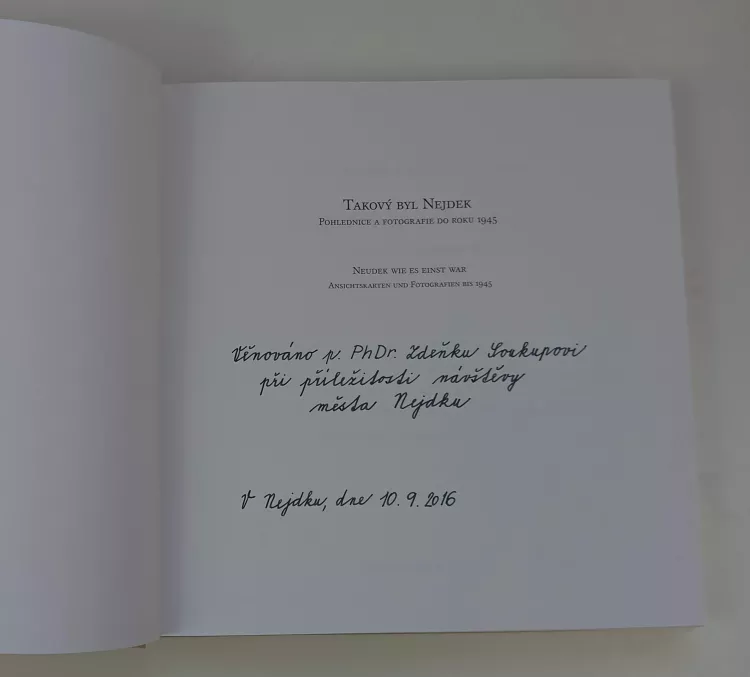 Takový byl Nejdek
Pohlednice a fotografie do roku 1945
Neudek wie es einst war
Ansichtskarten und Fotografien bis 1945
Věnováno p. PhDr. Zdeňku Soukupovi
při příležitosti návštěvy
města Nejdku
V Nejdku, dne 10. 9. 2016